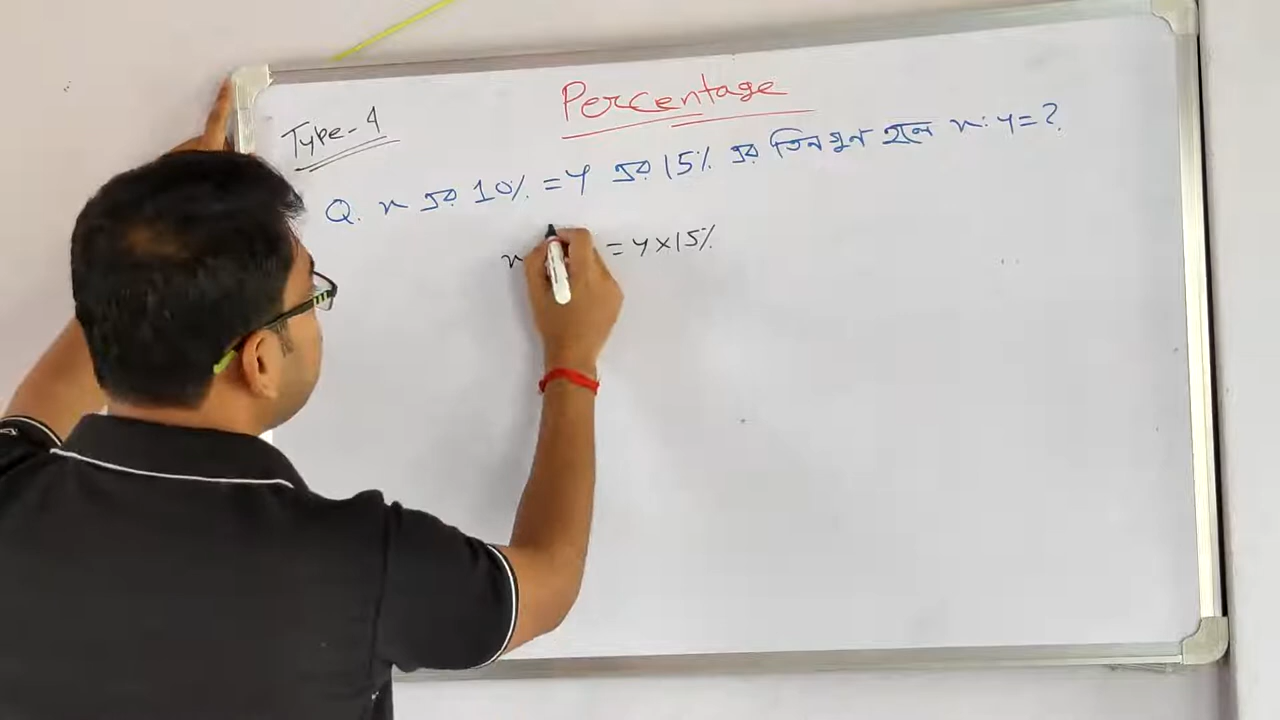 Percentage
Type-4
Q. x এর 10% = y এর 15% এর তিনগুন হলে x : y = ?
x = y × 15%